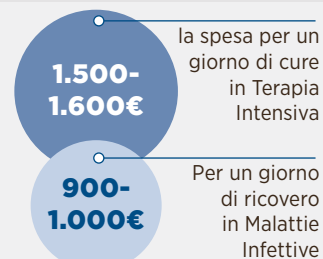 1.500-
1.600€
la spesa per un
giorno di cure
in Terapia
Intensiva
900-
1.000€
Per un giorno
di ricovero
in Malattie
Infettive